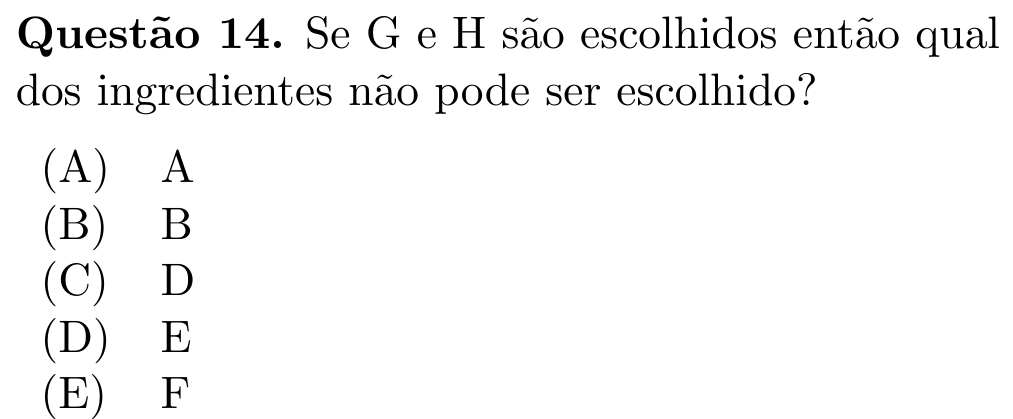 Questão 14. Se G e H são escolhidos então qual
dos ingredientes não pode ser escolhido?
(A) A
(B) B
(C) D
(D) E
(E) F